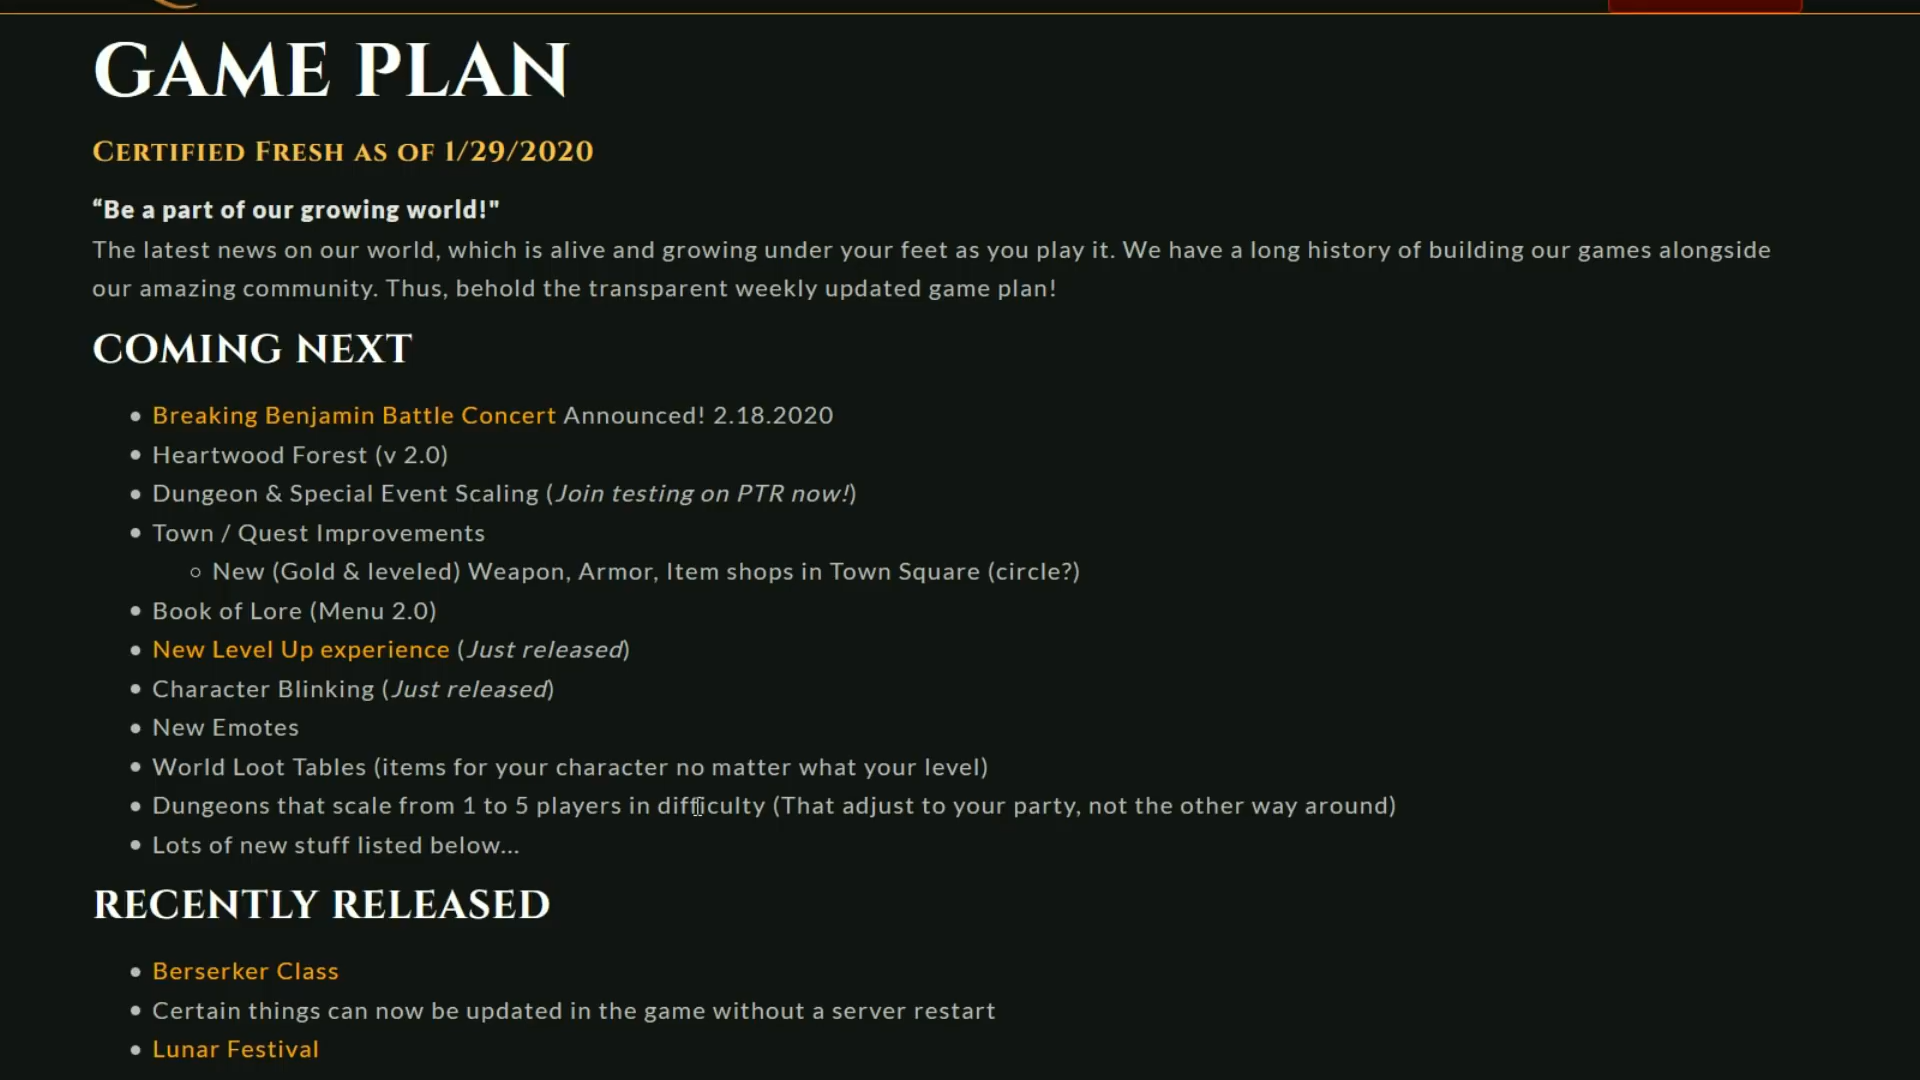 GAME PLAN
CERTIFIED FRESH AS OF 1/29/2020
“Be a part of our growing world!"
The latest news on our world, which is alive and growing under your feet as you play it. We have a long history of building our games alongside
our amazing community. Thus, behold the transparent weekly updated game plan!
COMING NEXT
• Breaking Benjamin Battle Concert Announced! 2.18.2020
• Heartwood Forest (v 2.0)
• Dungeon & Special Event Scaling (Join testing on PTR now!)
• Town / Quest Improvements
○ New (Gold & leveled) Weapon, Armor, Item shops in Town Square (circle?)
• Book of Lore (Menu 2.0)
• New Level Up experience (Just released)
• Character Blinking (Just released)
• New Emotes
• World Loot Tables (items for your character no matter what your level)
• Dungeons that scale from 1 to 5 players in difficulty (That adjust to your party, not the other way around)
• Lots of new stuff listed below...
RECENTLY RELEASED
• Berserker Class
• Certain things can now be updated in the game without a server restart
• Lunar Festival